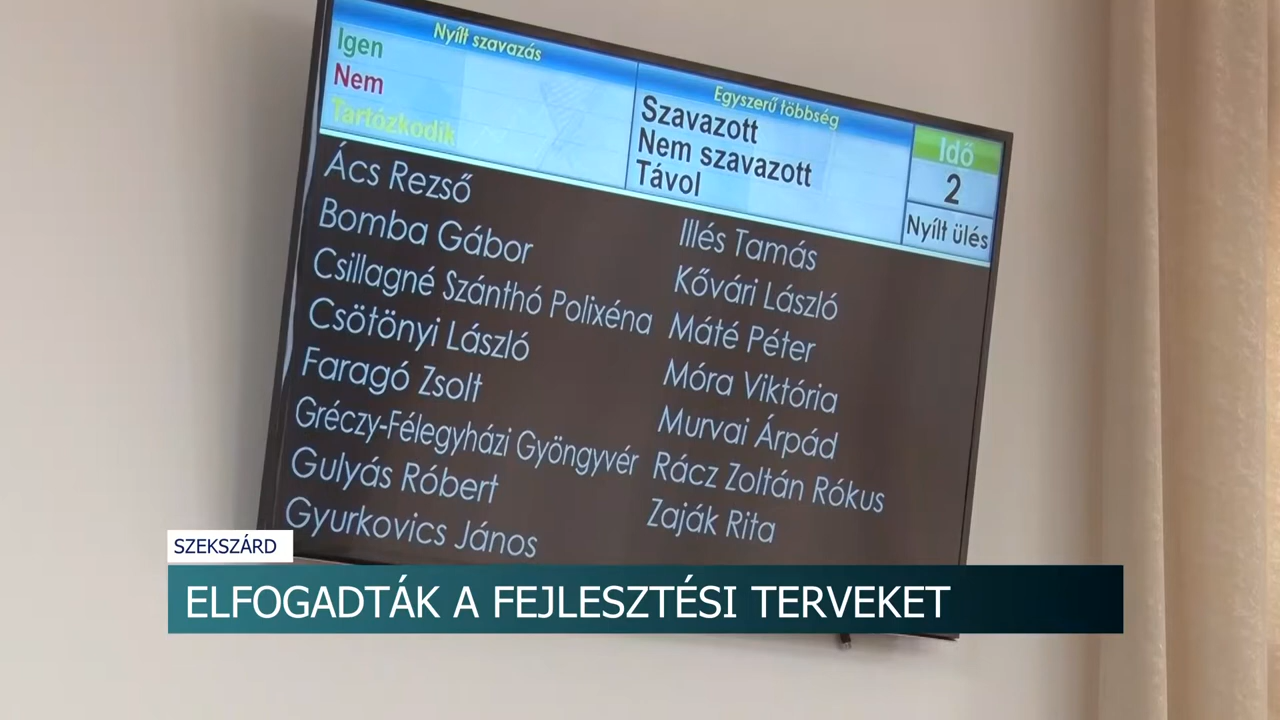 Nyílt szavazás
Igen
Nem
Tartózkodik
Egyszerű többség
Szavazott
Nem szavazott
Távol
Idő
2
Nyílt ülés
Ács Rezső
Bomba Gábor
Csillagné Szánthó Polixéna
Csötönyi László
Faragó Zsolt
Gréczy-Félegyházi Gyöngyvér
Gulyás Róbert
Gyurkovics János
Illés Tamás
Kővári László
Máté Péter
Móra Viktória
Murvai Árpád
Rácz Zoltán Rókus
Zaják Rita
SZEKSZÁRD
ELFOGADTÁK A FEJLESZTÉSI TERVEKET